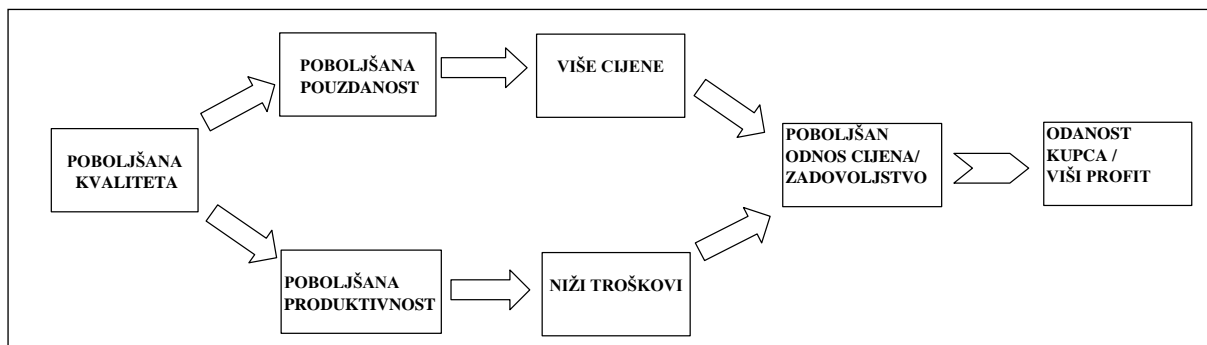 POBOLJŠANA
KVALITETA
POBOLJŠANA
POUZDANOST
VIŠE CIJENE
POBOLJŠANA
PRODUKTIVNOST
NIŽI TROŠKOVI
POBOLJŠAN
ODNOS CIJENA/
ZADOVOLJSTVO
ODANOST
KUPCA /
VIŠI PROFIT